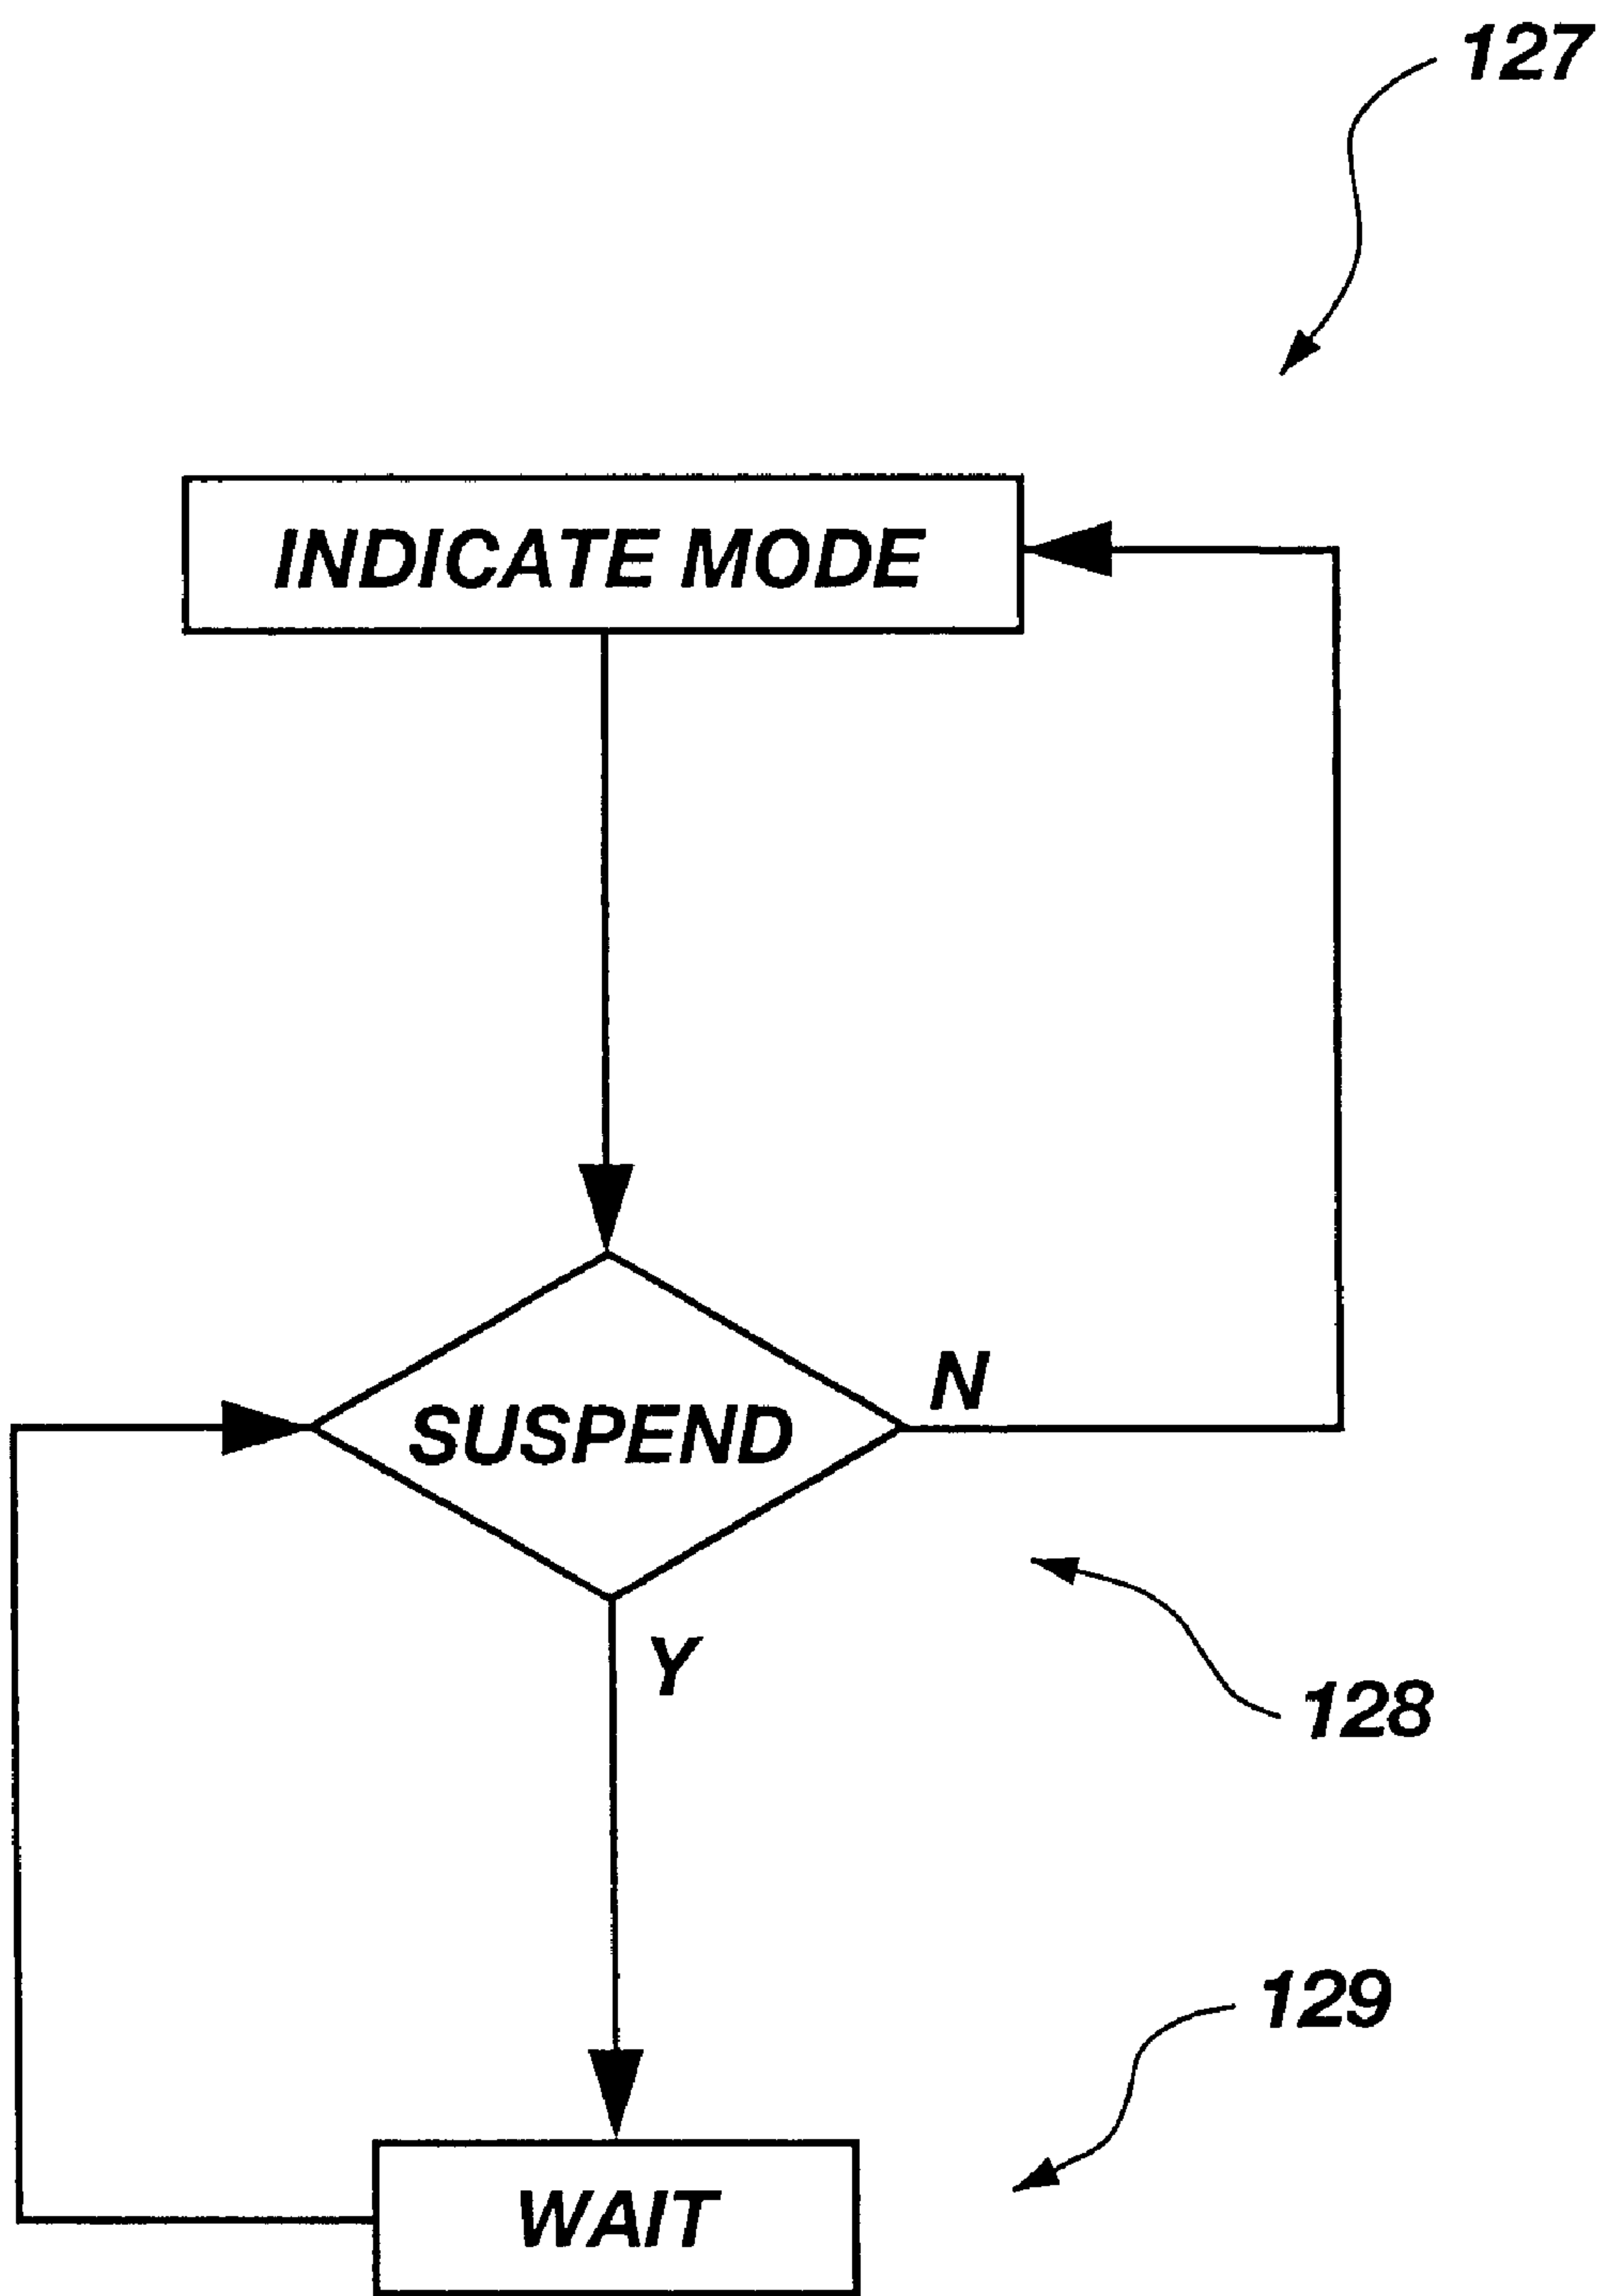 127
INDICATE MODE
N
SUSPEND
Y
128
129
WAIT